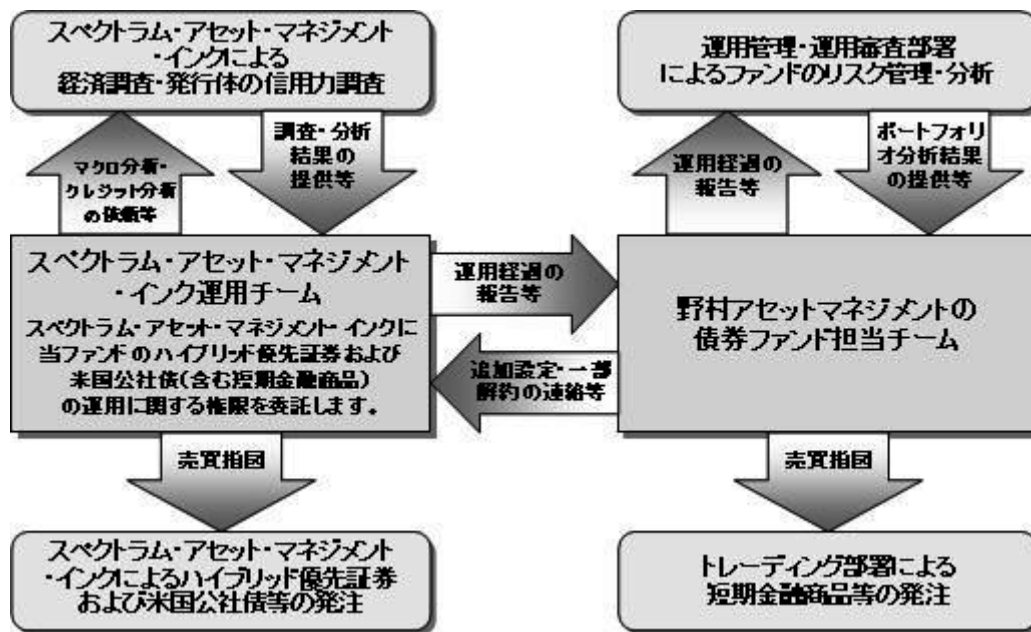 スペクトラム・アセット・マネジメント
・インクによる
経済調査・発行体の信用力調査
運用管理・運用審査部署
によるファンドのリスク管理・分析
マクロ分析・
クレジット分析
の依頼等
調査・分析
結果の
提供等
運用経過の
報告等
ポートフォリ
オ分析結果
の提供等
スペクトラム・アセット・マネジメント
・インク運用チーム
スペクトラム・アセット・マネジメント・インクに
当ファンドのハイブリッド優先証券および
米国公社債(含む短期金融商品)
の運用に関する権限を委託します。
運用経過の
報告等
追加設定・一部
解約の連絡等
野村アセットマネジメントの
債券ファンド担当チーム
売買指図
売買指図
スペクトラム・アセット・マネジメント
・インクによるハイブリッド優先証券
および米国公社債等の発注
トレーディング部署による
短期金融商品等の発注